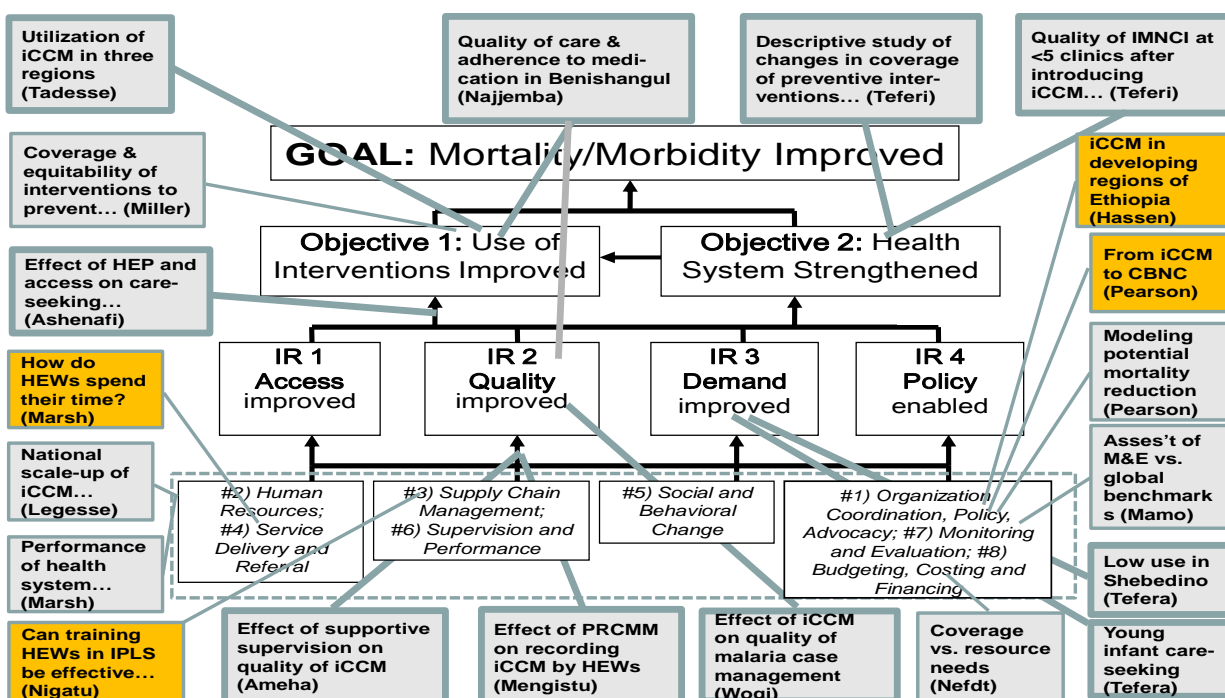 Utilization of
iCCM in three
regions
(Tadesse)
Quality of care &
adherence to medi-
cation in Benishangul
(Najjemba)
Descriptive study of
changes in coverage
of preventive inter-
ventions… (Teferi)
Quality of IMNCI at
<5 clinics after
introducing
iCCM… (Teferi)
GOAL: Mortality/Morbidity Improved
Coverage &
equitability of
interventions to
prevent… (Miller)
iCCM in
developing
regions of
Ethiopia
(Hassen)
Objective 1: Use of
Interventions Improved
Objective 2: Health
System Strengthened
Effect of HEP and
access on care-
seeking…
(Ashenafi)
From iCCM
to CBNC
(Pearson)
IR 1
Access
improved
IR 2
Quality
improved
IR 3
Demand
improved
IR 4
Policy
enabled
How do
HEWs spend
their time?
(Marsh)
Modeling
potential
mortality
reduction
(Pearson)
National
scale-up of
iCCM…
(Legesse)
Asses't of
M&E vs.
global
benchmark
s (Mamo)
#2) Human
Resources;
#4) Service
Delivery and
Referral
#3) Supply Chain
Management;
#6) Supervision and
Performance
#5) Social and
Behavioral
Change
#1) Organization
Coordination, Policy,
Advocacy; #7) Monitoring
and Evaluation; #8)
Budgeting, Costing and
Financing
Performance
of health
system…
(Marsh)
Low use in
Shebedino
(Tefera)
Can training
HEWs in IPLS
be effective…
(Nigatu)
Effect of supportive
supervision on
quality of iCCM
(Ameha)
Effect of PRCMM
on recording
iCCM by HEWs
(Mengistu)
Effect of iCCM
on quality of
malaria case
management
(Wogi)
Coverage
vs. resource
needs
(Nefdt)
Young
infant care-
seeking
(Tefera)